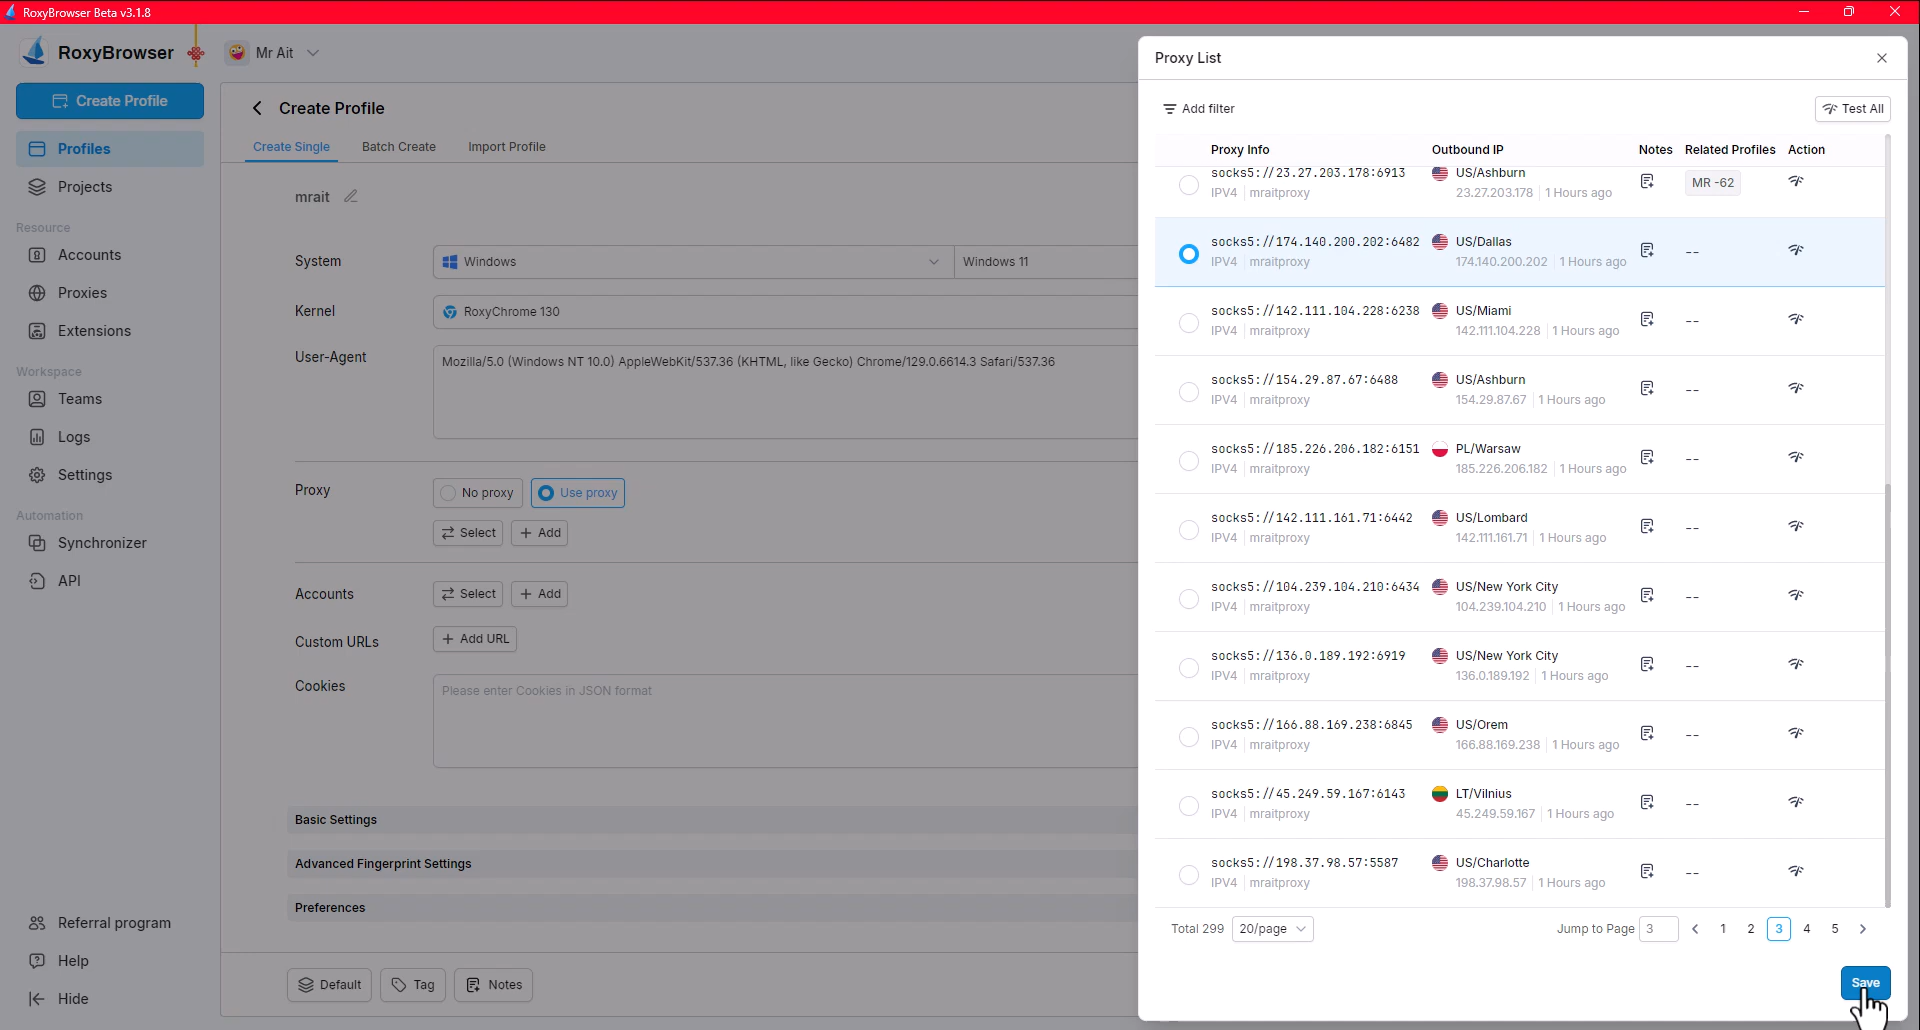 RoxyBrowser Beta v3.1.8
RoxyBrowser
Mr Ait
Create Profile
Profiles
Projects
Resource
Accounts
Proxies
Extensions
Workspace
Teams
Logs
Settings
Automation
Synchronizer
API
Referral program
Help
Hide
Create Profile
Create Single
Batch Create
Import Profile
mrait
System
Windows
Windows 11
Kernel
RoxyChrome 130
User-Agent
Mozilla/5.0 (Windows NT 10.0) AppleWebKit/537.36 (KHTML, like Gecko) Chrome/129.0.6614.3 Safari/537.36
Proxy
No proxy
Use proxy
Select
+ Add
Accounts
Select
+ Add
Custom URLs
+ Add URL
Cookies
Please enter Cookies in JSON format
Basic Settings
Advanced Fingerprint Settings
Preferences
Default
Tag
Notes
Proxy List
Add filter
Test All
Proxy Info Outbound IP Notes Related Profiles Action
socks5://23.27.203.178:6913 US/Ashburn
IPV4 mraitproxy 23.27.203.178 1 Hours ago
MR -62
socks5://174.140.200.202:6482 US/Dallas
IPV4 mraitproxy 174.140.200.202 1 Hours ago
--
socks5://142.111.104.228:6238 US/Miami
IPV4 mraitproxy 142.111.104.228 1 Hours ago
--
socks5://154.29.87.67:6488 US/Ashburn
IPV4 mraitproxy 154.29.87.67 1 Hours ago
--
socks5://185.226.206.182:6151 PL/Warsaw
IPV4 mraitproxy 185.226.206.182 1 Hours ago
--
socks5://142.111.161.71:6442 US/Lombard
IPV4 mraitproxy 142.111.161.71 1 Hours ago
--
socks5://104.239.104.210:6434 US/New York City
IPV4 mraitproxy 104.239.104.210 1 Hours ago
--
socks5://136.0.189.192:6919 US/New York City
IPV4 mraitproxy 136.0.189.192 1 Hours ago
--
socks5://166.88.169.238:6845 US/Orem
IPV4 mraitproxy 166.88.169.238 1 Hours ago
--
socks5://45.249.59.167:6143 LT/Vilnius
IPV4 mraitproxy 45.249.59.167 1 Hours ago
--
socks5://198.37.98.57:5587 US/Charlotte
IPV4 mraitproxy 198.37.98.57 1 Hours ago
--
Total 299 20/page Jump to Page 3 1 2 3 4 5
Save